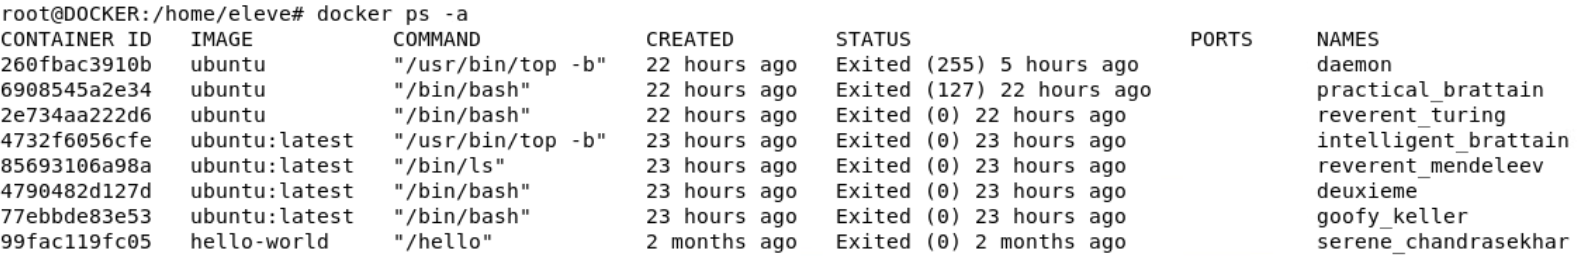 root@DOCKER:/home/eleve# docker ps -a
CONTAINER ID   IMAGE           COMMAND             CREATED         STATUS                      PORTS     NAMES
260fbac3910b   ubuntu          "/usr/bin/top -b"   22 hours ago   Exited (255) 5 hours ago              daemon
6908545a2e34   ubuntu          "/bin/bash"         22 hours ago   Exited (127) 22 hours ago             practical_brattain
2e734aa222d6   ubuntu          "/bin/bash"         22 hours ago   Exited (0) 22 hours ago               reverent_turing
4732f6056cfe   ubuntu:latest   "/usr/bin/top -b"   23 hours ago   Exited (0) 23 hours ago               intelligent_brattain
85693106a98a   ubuntu:latest   "/bin/ls"           23 hours ago   Exited (0) 23 hours ago               reverent_mendeleev
4790482d127d   ubuntu:latest   "/bin/bash"         23 hours ago   Exited (0) 23 hours ago               deuxieme
77ebbde83e53   ubuntu:latest   "/bin/bash"         23 hours ago   Exited (0) 23 hours ago               goofy_keller
99fac119fc05   hello-world     "/hello"            2 months ago   Exited (0) 2 months ago               serene_chandrasekhar